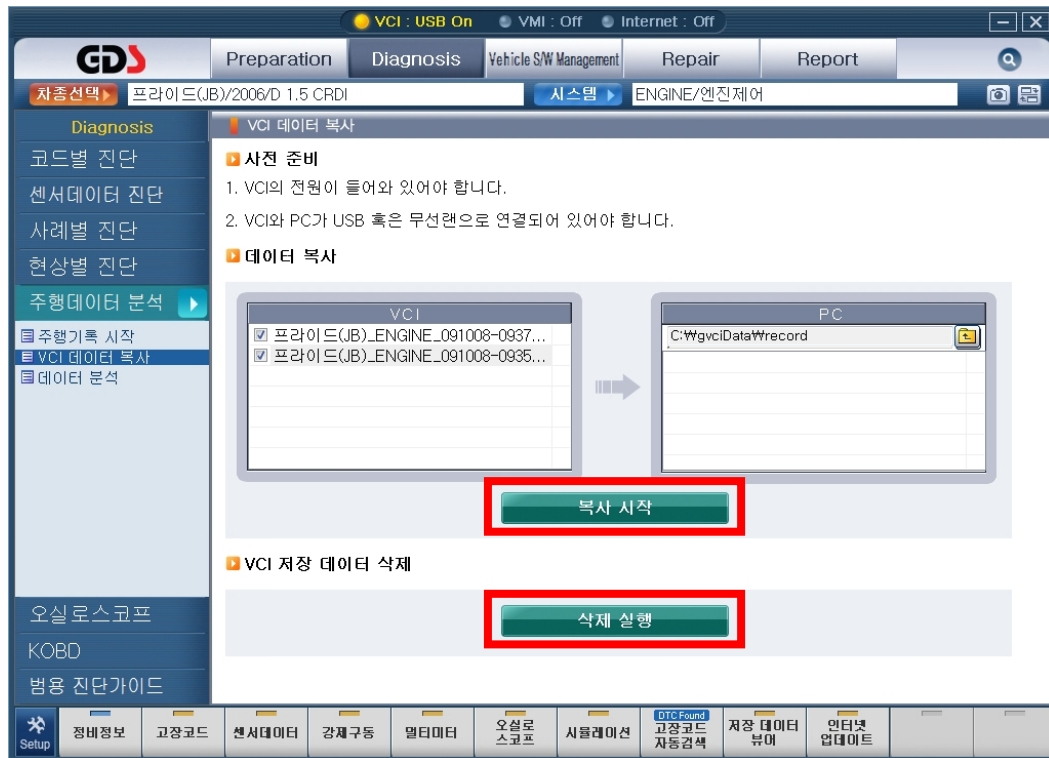 VCI : USB On VMI : Off Internet : Off
GDS Preparation Diagnosis Vehicle S/W Management Repair Report
차종선택 프라이드(JB)/2006/D 1.5 CRDI 시스템 ENGINE/엔진제어
Diagnosis
코드별 진단
센서데이터 진단
사례별 진단
현상별 진단
주행데이터 분석
주행기록 시작
VCI 데이터 복사
데이터 분석
오실로스코프
KOBD
범용 진단가이드
VCI 데이터 복사
사전 준비
1. VCI의 전원이 들어와 있어야 합니다.
2. VCI와 PC가 USB 혹은 무선랜으로 연결되어 있어야 합니다.
데이터 복사
VCI
프라이드(JB)_ENGINE_091008-0937...
프라이드(JB)_ENGINE_091008-0935...
PC
C:₩gvciData₩record
복사 시작
VCI 저장 데이터 삭제
삭제 실행
Setup
정비정보
고장코드
센서데이터
강제구동
멀티미터
오실로
스코프
시뮬레이션
DTC Found
고장코드
자동검색
저장 데이터
뷰어
인터넷
업데이트